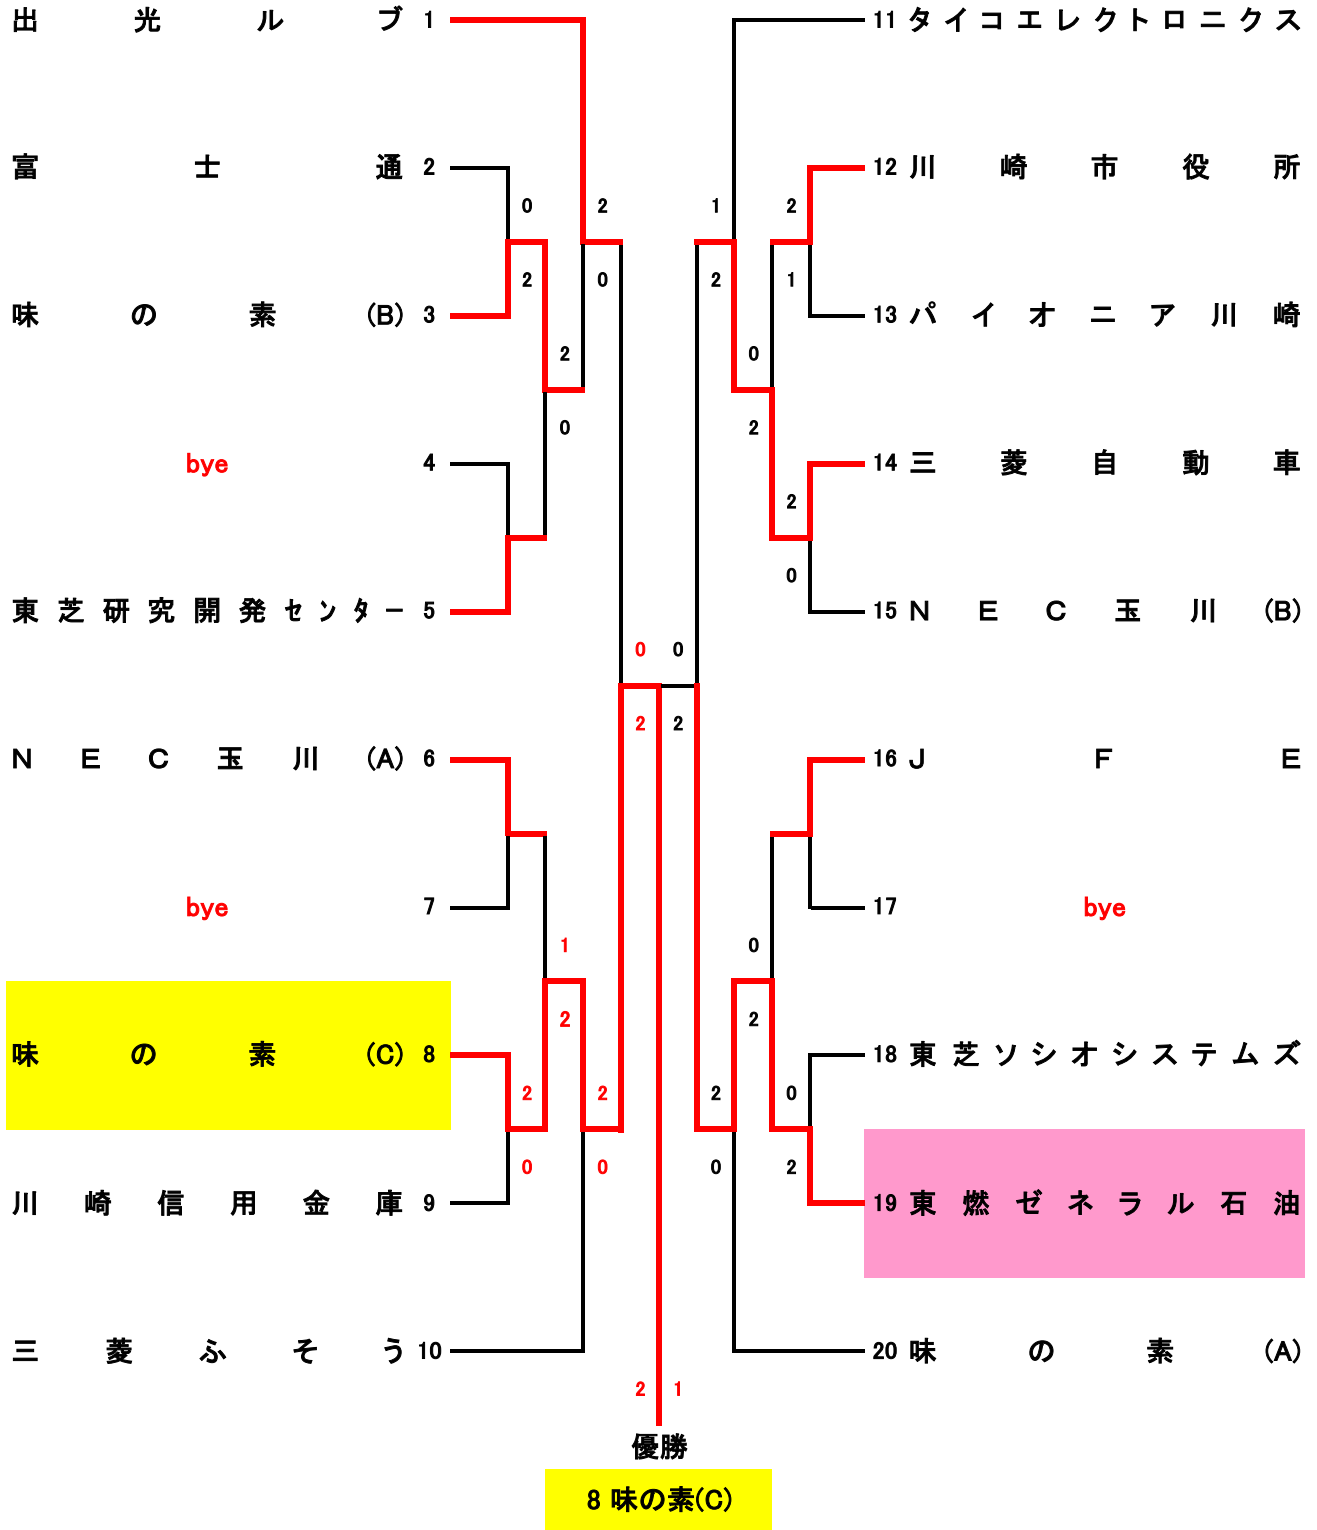 出光ルブ 1 11 タイコエレクトロニクス
富士通 2 12 川崎市役所
0 2 1 2
2 0 2 1
味の素(B) 3 13 パイオニア川崎
2 0
0 2
bye 4 14 三菱自動車
2
0
東芝研究開発センター 5 15 NEC玉川(B)
0 0
2 2
NEC玉川(A) 6 16 JFE
bye 7 17 bye
1 0
2 2
味の素(C) 8 18 東芝ソシオシステムズ
2 2 2 0
0 0 0 2
川崎信用金庫 9 19 東燃ゼネラル石油
三菱ふそう 10 20 味の素(A)
2 1
優勝
8 味の素(C)